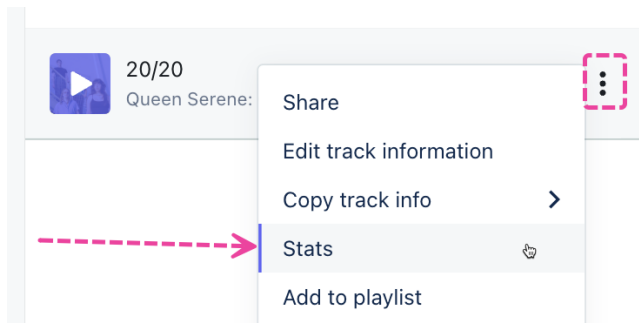 20/20
Queen Serene:
Share
Edit track information
Copy track info
Stats
Add to playlist